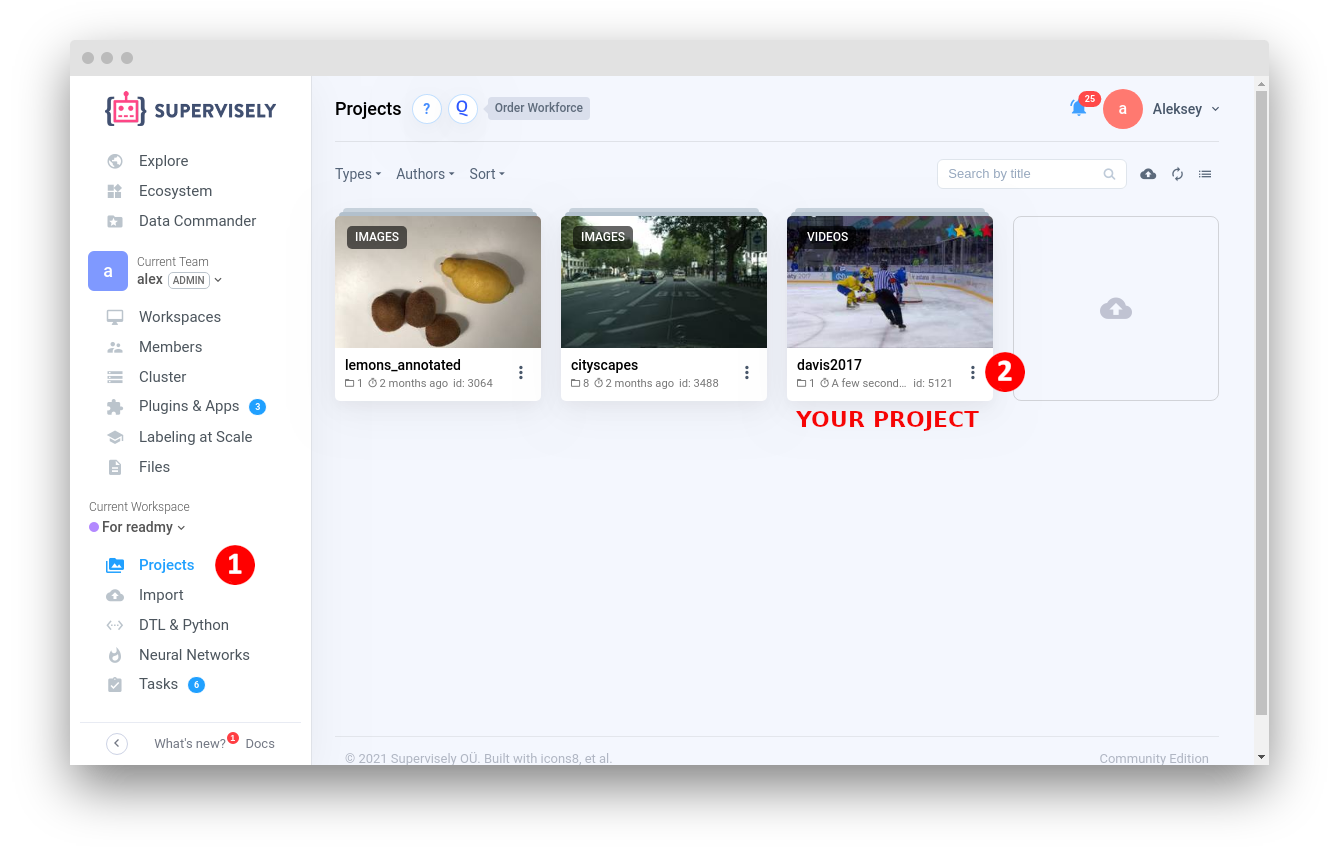 SUPERVISELY
Explore
Ecosystem
Data Commander
a
Current Team
alex ADMIN
Workspaces
Members
Cluster
Plugins & Apps 3
Labeling at Scale
Files
Current Workspace
For readmy
Projects 1
Import
DTL & Python
Neural Networks
Tasks 6
What's new? 1 Docs
Projects ? Q Order Workforce
25 a Aleksey
Types Authors Sort
Search by title
IMAGES
lemons_annotated
1 2 months ago id: 3064
IMAGES
cityscapes
8 2 months ago id: 3488
VIDEOS
davis2017
1 A few second... id: 5121
2
YOUR PROJECT
© 2021 Supervisely OÜ. Built with icons8, et al.
Community Edition